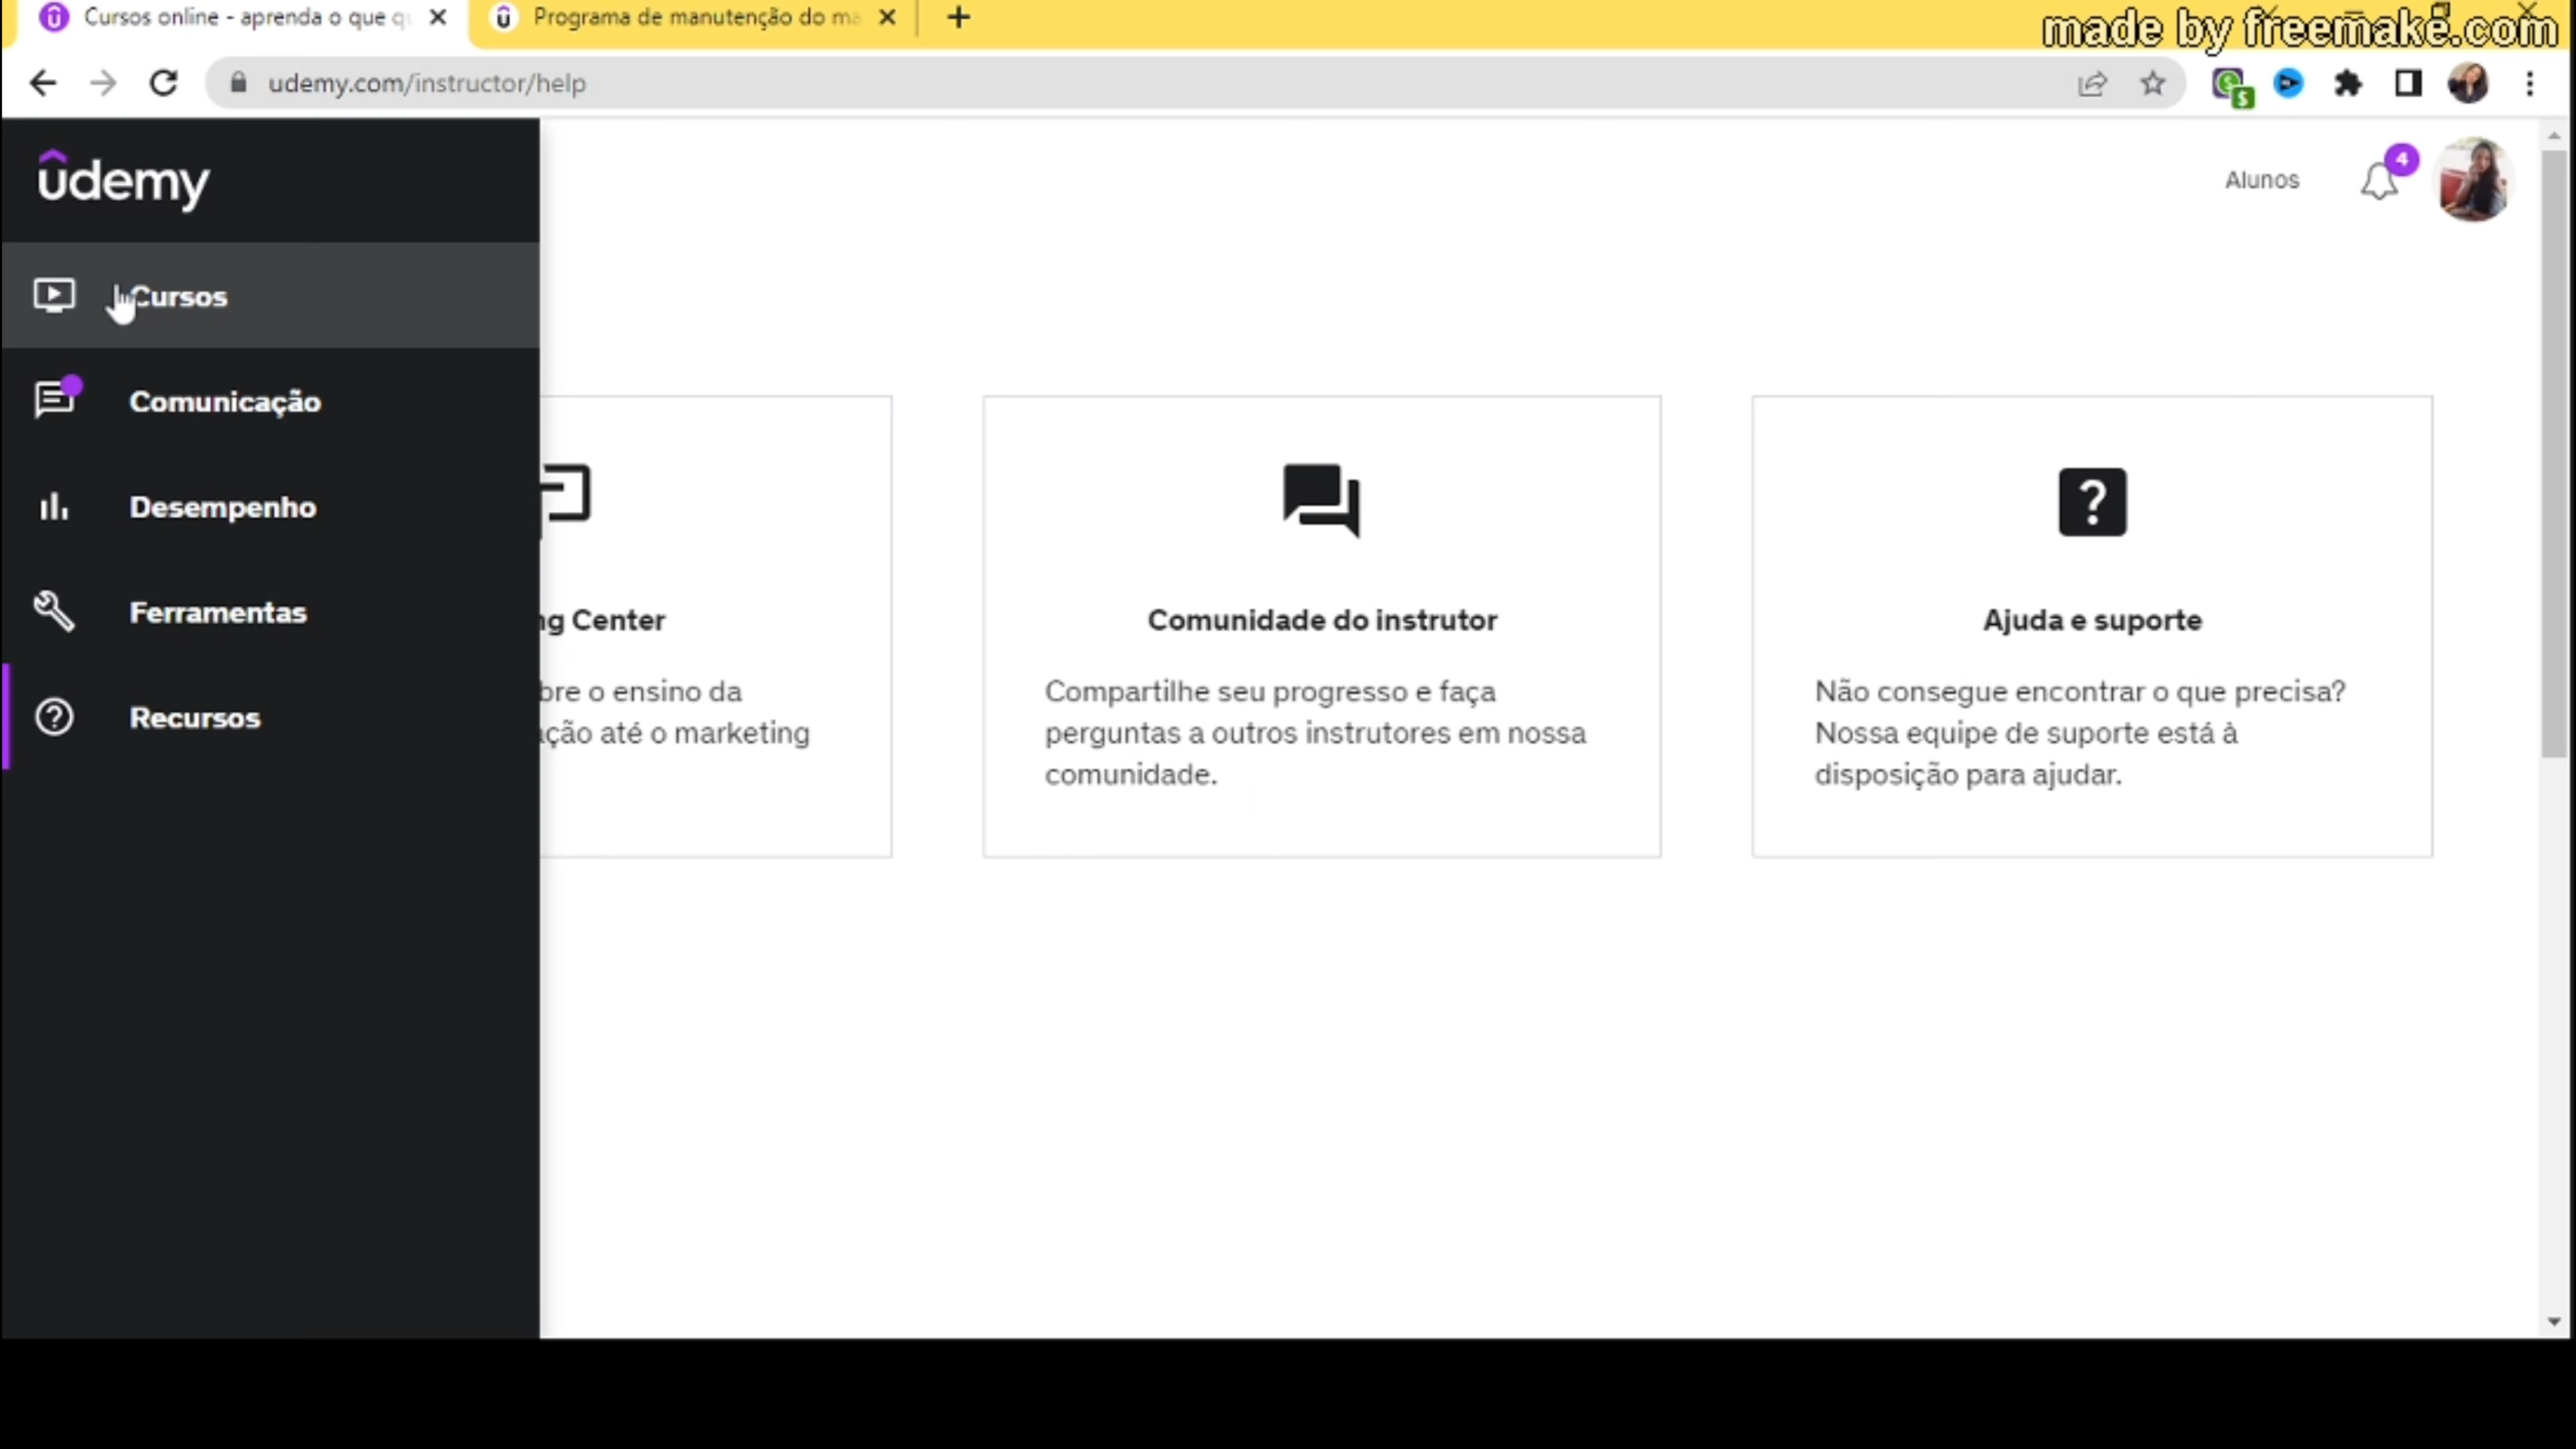 Cursos online - aprenda o que q
Programa de manutenção do ma
made by freemake.com
udemy.com/instructor/help
udemy
Alunos
4
Cursos
Comunicação
Desempenho
Ferramentas
Recursos
ng Center
bre o ensino da
ação até o marketing
Comunidade do instrutor
Compartilhe seu progresso e faça
perguntas a outros instrutores em nossa
comunidade.
Ajuda e suporte
Não consegue encontrar o que precisa?
Nossa equipe de suporte está à
disposição para ajudar.